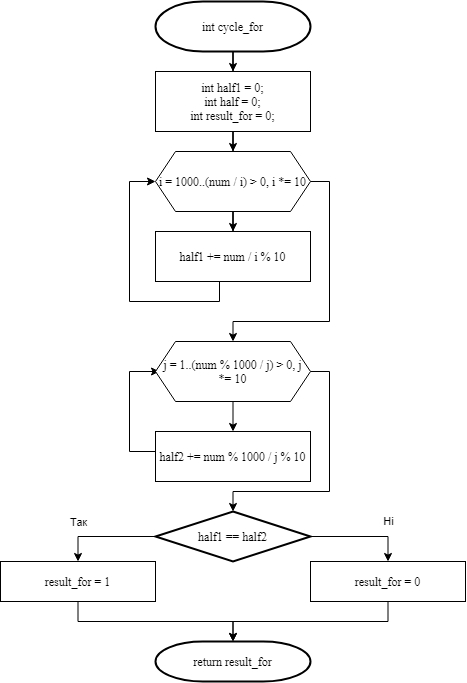 int cycle_for
int half1 = 0;
int half = 0;
int result_for = 0;
i = 1000..(num / i) > 0, i *= 10
half1 += num / i % 10
j = 1..(num % 1000 / j) > 0, j
*= 10
half2 += num % 1000 / j % 10
half1 == half2
Так
Ні
result_for = 1
result_for = 0
return result_for